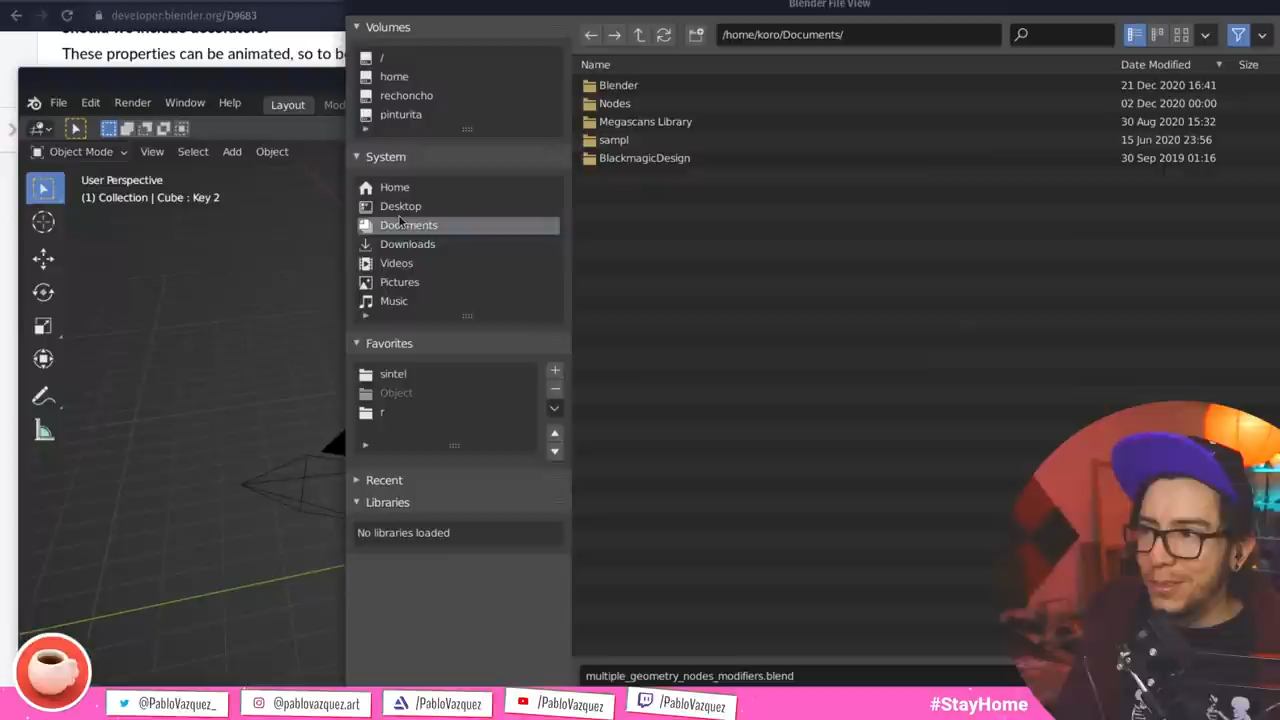 developer.blender.org/D9683
Should we include decorators?
These properties can be animated, so to be
Blender File View
Volumes
/
home
rechoncho
pinturita
System
Home
Desktop
Documents
Downloads
Videos
Pictures
Music
Favorites
sintel
Object
r
Recent
Libraries
No libraries loaded
/home/koro/Documents/
Name
Date Modified
Size
Blender
21 Dec 2020 16:41
Nodes
02 Dec 2020 00:00
Megascans Library
30 Aug 2020 15:32
sampl
15 Jun 2020 23:56
BlackmagicDesign
30 Sep 2019 01:16
multiple_geometry_nodes_modifiers.blend
File
Edit
Render
Window
Help
Layout
Mod
Object Mode
View
Select
Add
Object
User Perspective
(1) Collection | Cube : Key 2
@PabloVazquez_
@pablovazquez.art
/PabloVazquez
/PabloVazquez
/PabloVazquez
#StayHome